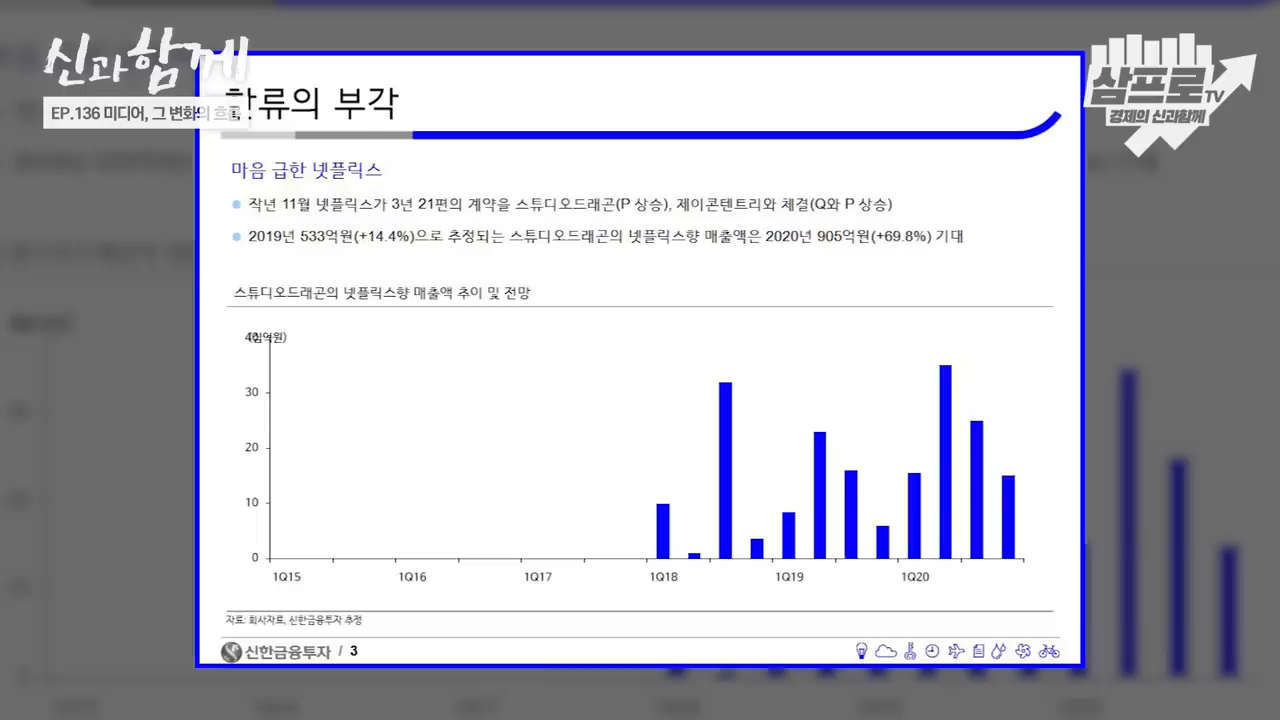 신과함께
EP.136 미디어, 그 변화의 흐름
삼프로TV
경제의 신과함께
한류의 부각
마음 급한 넷플릭스
작년 11월 넷플릭스가 3년 21편의 계약을 스튜디오드래곤(P 상승), 제이콘텐트리와 체결(Q와 P 상승)
2019년 533억원(+14.4%)으로 추정되는 스튜디오드래곤의 넷플릭스향 매출액은 2020년 905억원(+69.8%) 기대
스튜디오드래곤의 넷플릭스향 매출액 추이 및 전망
(십억원)
40
30
20
10
0
1Q15 1Q16 1Q17 1Q18 1Q19 1Q20
자료: 회사자료, 신한금융투자 추정
신한금융투자 / 3